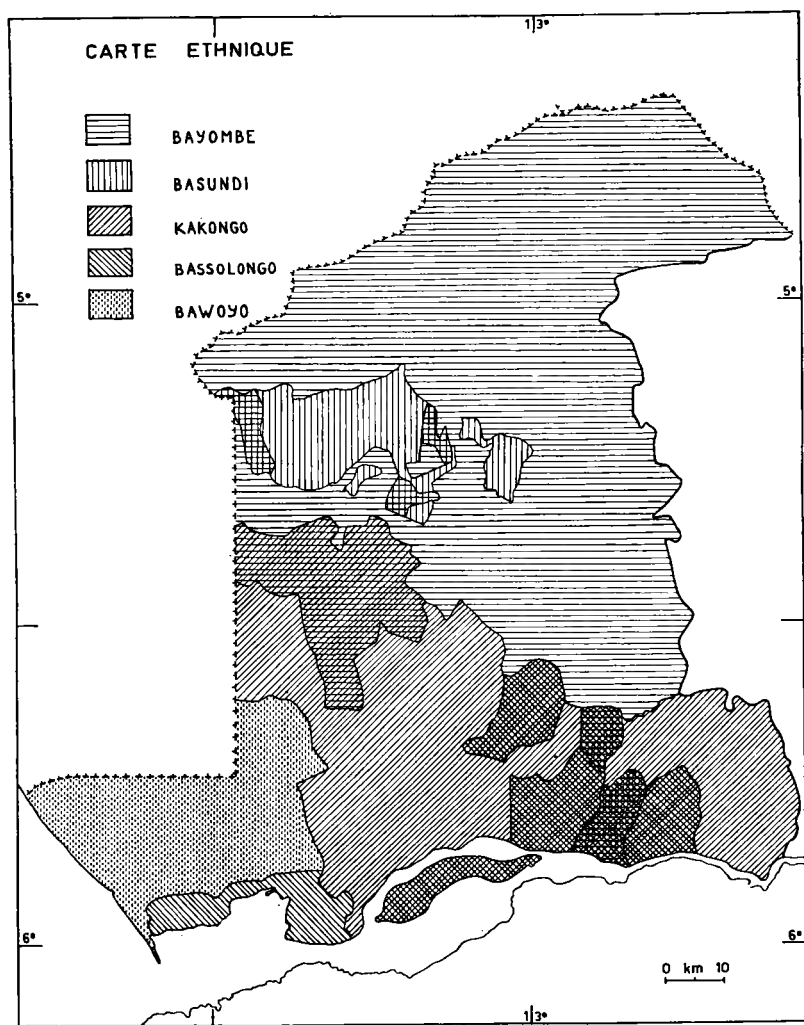 13°
CARTE ETHNIQUE
BAYOMBE
BASUNDI
KAKONGO
BASSOLONGO
BAWOYO
5°
5°
6°
6°
0 km 10
13°